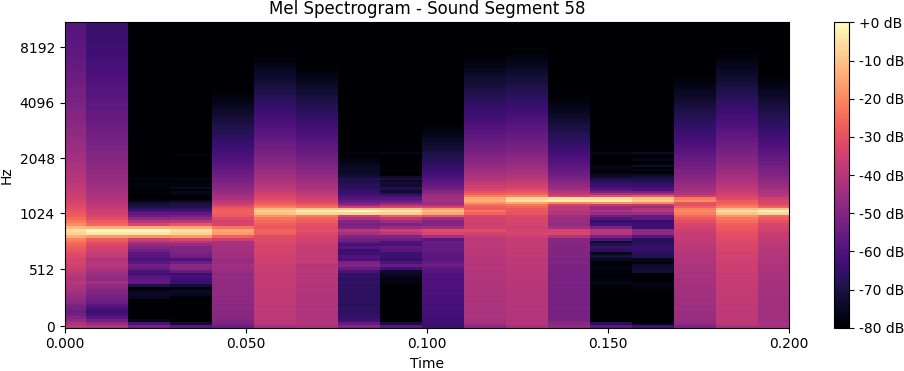 Mel Spectrogram - Sound Segment 58
8192
4096
2048
1024
512
0
Hz
0.000
0.050
0.100
0.150
0.200
Time
+0 dB
-10 dB
-20 dB
-30 dB
-40 dB
-50 dB
-60 dB
-70 dB
-80 dB